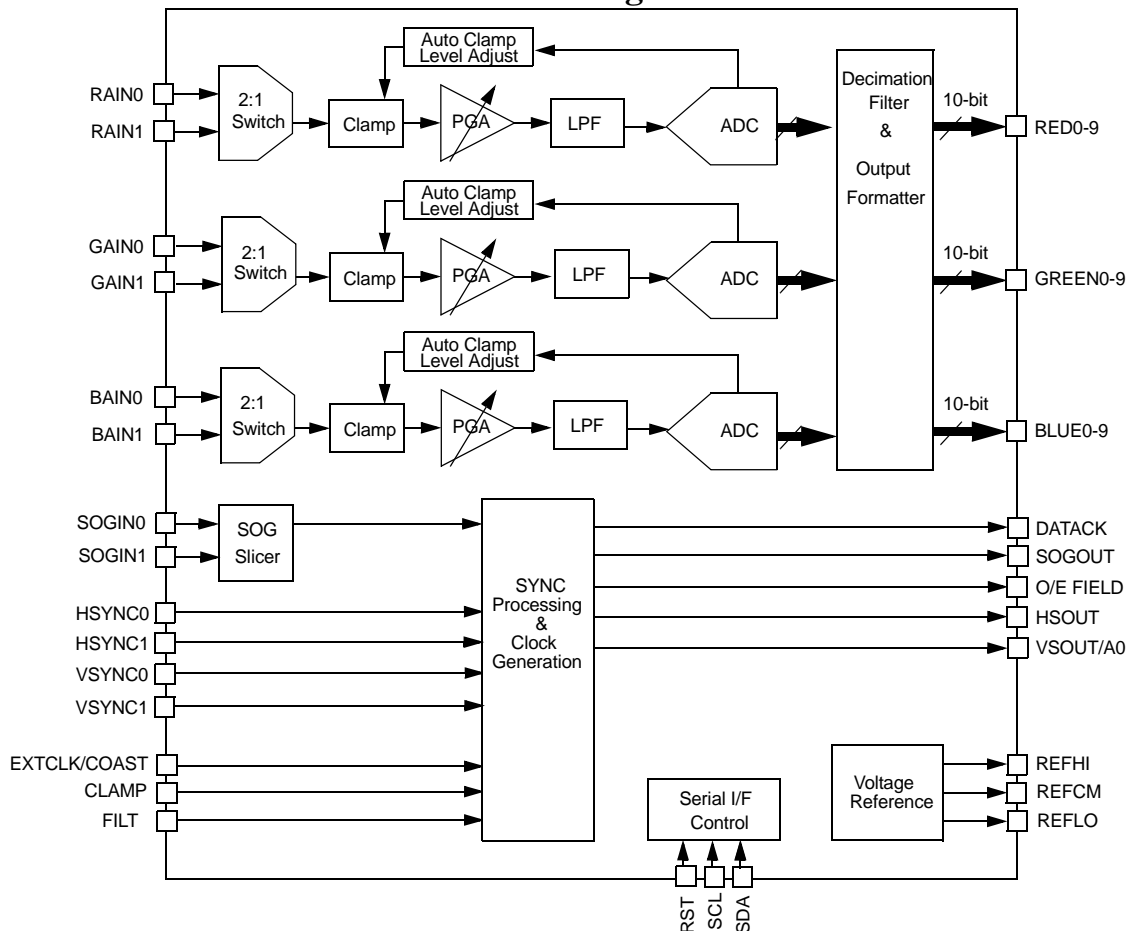 Auto Clamp
Level Adjust
RAIN0
RAIN1
2:1
Switch
Clamp
PGA
LPF
ADC
Decimation
Filter
&
Output
Formatter
10-bit
RED0-9
Auto Clamp
Level Adjust
GAIN0
GAIN1
2:1
Switch
Clamp
PGA
LPF
ADC
10-bit
GREEN0-9
Auto Clamp
Level Adjust
BAIN0
BAIN1
2:1
Switch
Clamp
PGA
LPF
ADC
10-bit
BLUE0-9
SOGIN0
SOGIN1
SOG
Slicer
HSYNC0
HSYNC1
VSYNC0
VSYNC1
EXTCLK/COAST
CLAMP
FILT
SYNC
Processing
&
Clock
Generation
DATACK
SOGOUT
O/E FIELD
HSOUT
VSOUT/A0
Serial I/F
Control
RST
SCL
SDA
Voltage
Reference
REFHI
REFCM
REFLO